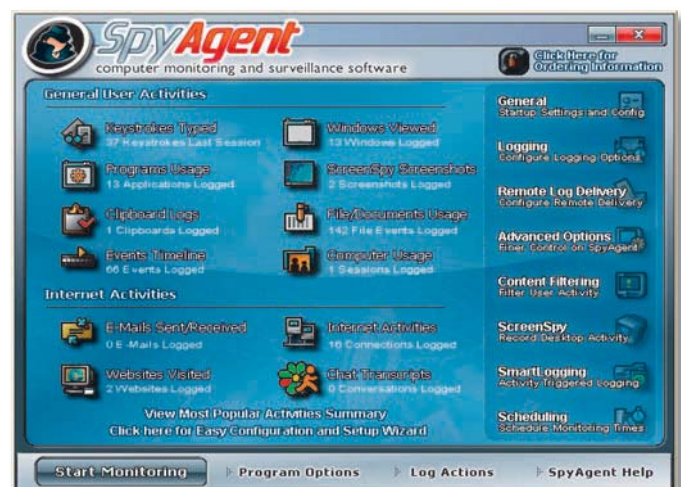 SpyAgent
computer monitoring and surveillance software
Click Here for
Ordering Information
General User Activities
Keystrokes Typed
37 Keystrokes Last Session
Windows Viewed
13 Windows Logged
Programs Usage
13 Applications Logged
ScreenSpy Screenshots
2 Screenshots Logged
Clipboard Logs
1 Clipboards Logged
File/Documents Usage
142 File Events Logged
Events Timeline
66 Events Logged
Computer Usage
1 Sessions Logged
Internet Activities
E-Mails Sent/Received
0 E-Mails Logged
Internet Activities
16 Connections Logged
Websites Visited
2 Websites Logged
Chat Transcripts
0 Conversations Logged
View Most Popular Activities Summary
Click here for Easy Configuration and Setup Wizard
General
Startup Settings and Config
Logging
Configure Logging Options
Remote Log Delivery
Configure Remote Delivery
Advanced Options
Finer Control on SpyAgent
Content Filtering
Filter User Activity
ScreenSpy
Record Desktop Activity
SmartLogging
Activity Triggered Logging
Scheduling
Schedule Monitoring Times
Start Monitoring
Program Options
Log Actions
SpyAgent Help